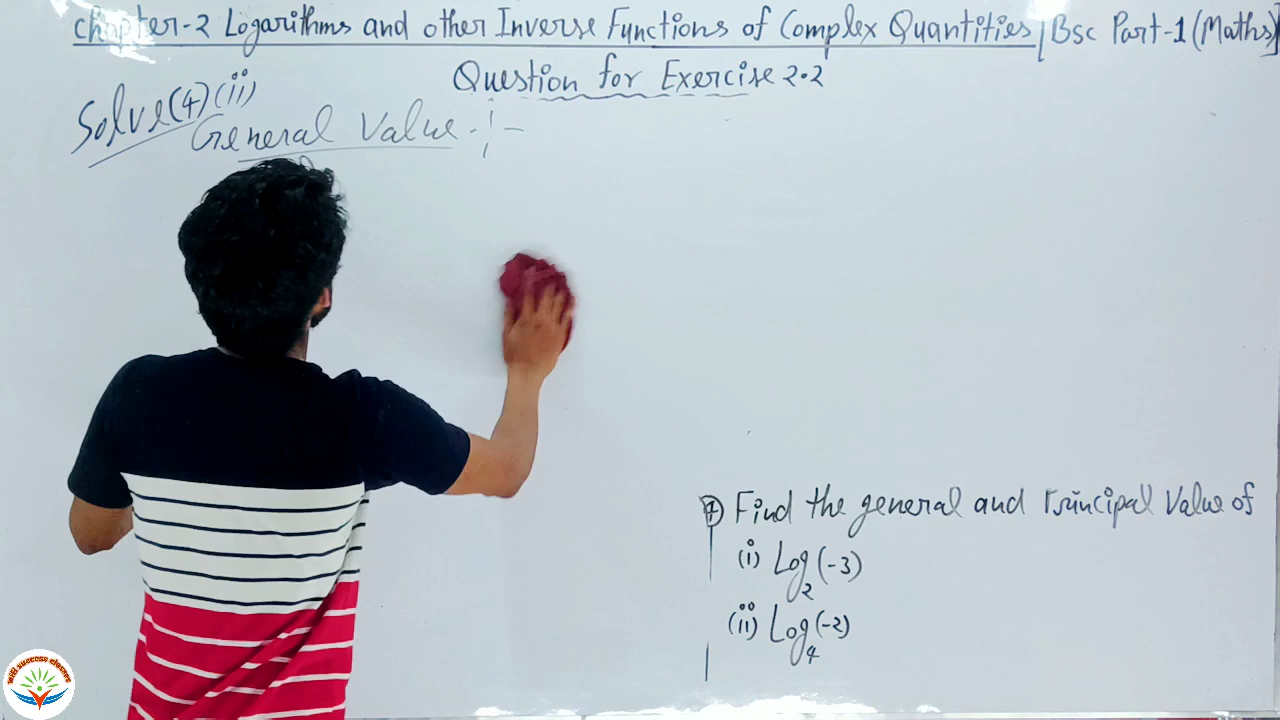 Chapter-2 Logarithms and other Inverse Functions of Complex Quantities / Bsc Part-1 (Maths)
Question for Exercise 2.2
Solve(4)(ii)
General Value :-
4) Find the general and Principal Value of
(i) Log₂(-3)
(ii) Log₄(-2)